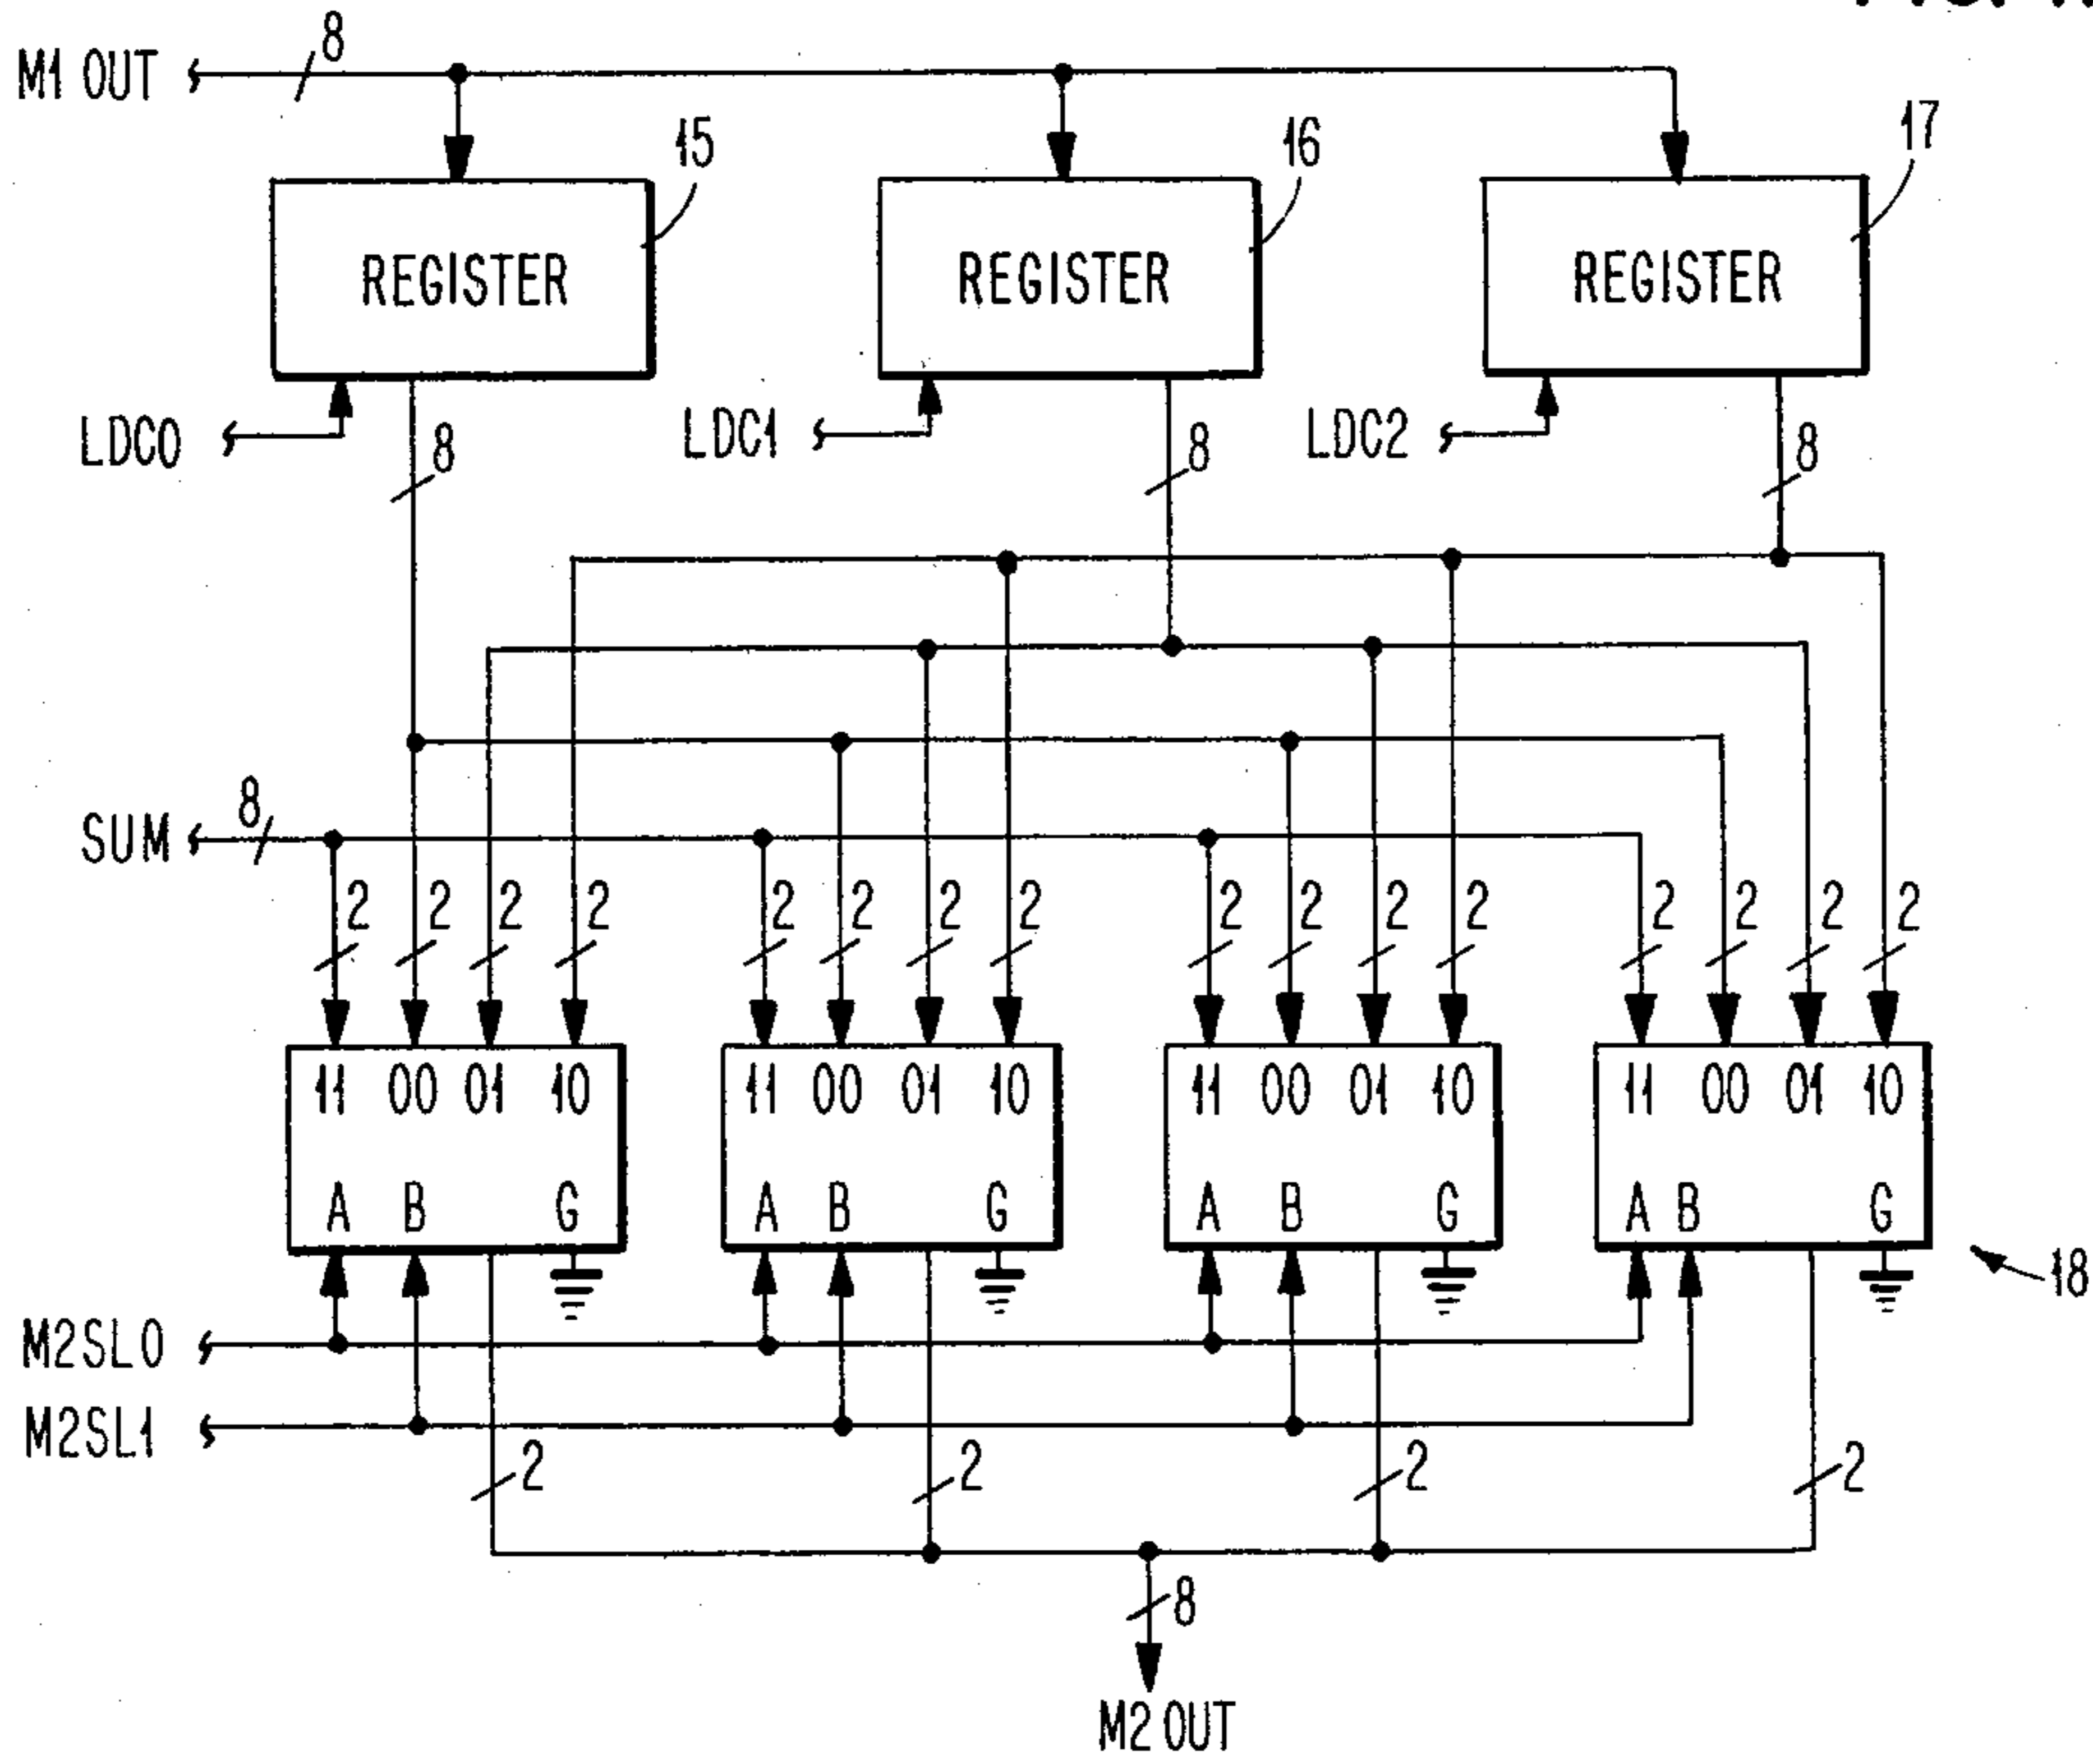 M1 OUT 8
15 16 17
REGISTER REGISTER REGISTER
LDC0 8 LDC1 8 LDC2 8
SUM 8
2 2 2 2 2 2 2 2 2 2 2 2 2 2 2 2
11 00 01 10 11 00 01 10 11 00 01 10 11 00 01 10
A B G A B G A B G A B G
18
M2SL0
M2SL1
2 2 2 2
8
M2 OUT